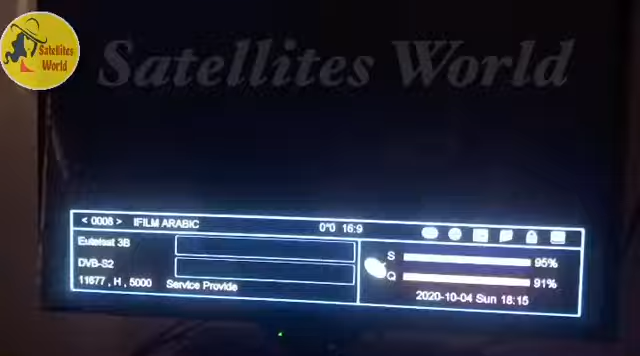 Satellites
World
Satellites World
< 0008 > IFILM ARABIC 0*0 16:9
Eutelsat 3B
DVB-S2
11677 , H , 5000 Service Provide
S 95%
Q 91%
2020-10-04 Sun 18:15